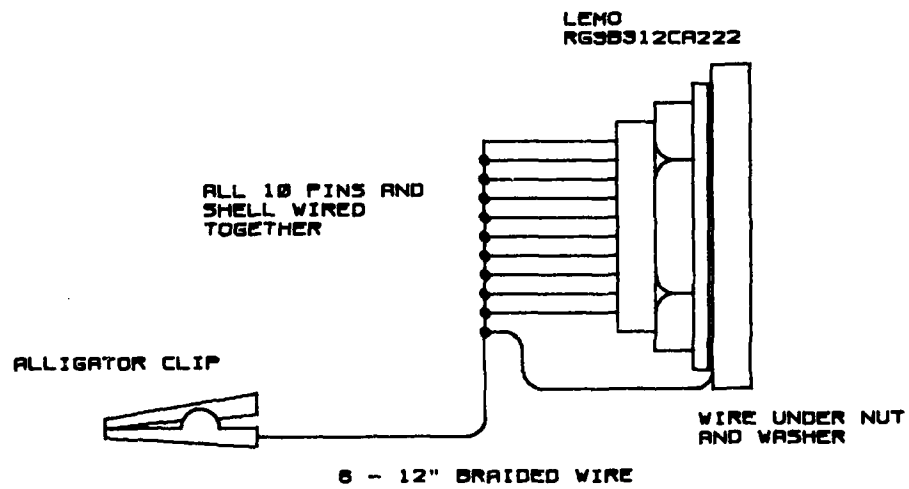 LEMO
RG3B312CA222
ALL 10 PINS AND
SHELL WIRED
TOGETHER
ALLIGATOR CLIP
WIRE UNDER NUT
AND WASHER
6 - 12" BRAIDED WIRE